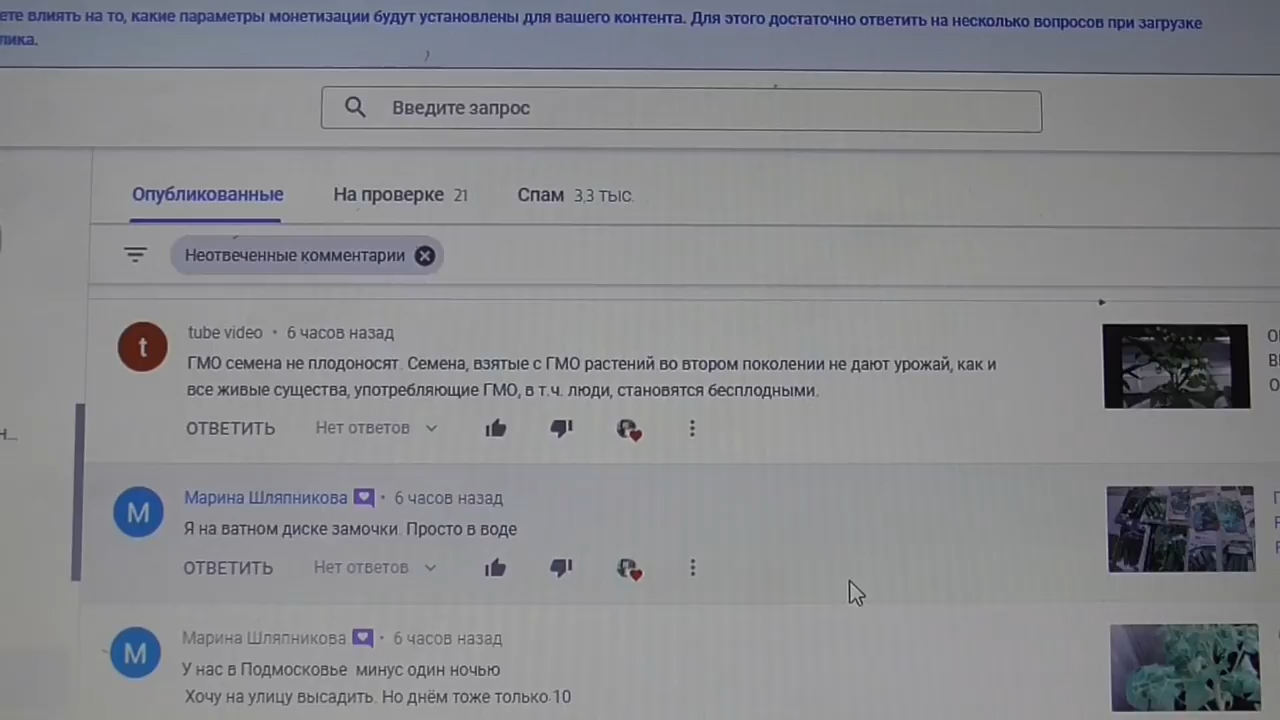 ете влиять на то, какие параметры монетизации будут установлены для вашего контента. Для этого достаточно ответить на несколько вопросов при загрузке
лика.
Введите запрос
Опубликованные На проверке 21 Спам 3,3 тыс.
Неотвеченные комментарии
t tube video • 6 часов назад
ГМО семена не плодоносят. Семена, взятые с ГМО растений во втором поколении не дают урожай, как и
все живые существа, употребляющие ГМО, в т.ч. люди, становятся бесплодными.
ОТВЕТИТЬ Нет ответов
М Марина Шляпникова • 6 часов назад
Я на ватном диске замочки. Просто в воде
ОТВЕТИТЬ Нет ответов
М Марина Шляпникова • 6 часов назад
У нас в Подмосковье минус один ночью
Хочу на улицу высадить. Но днём тоже только 10